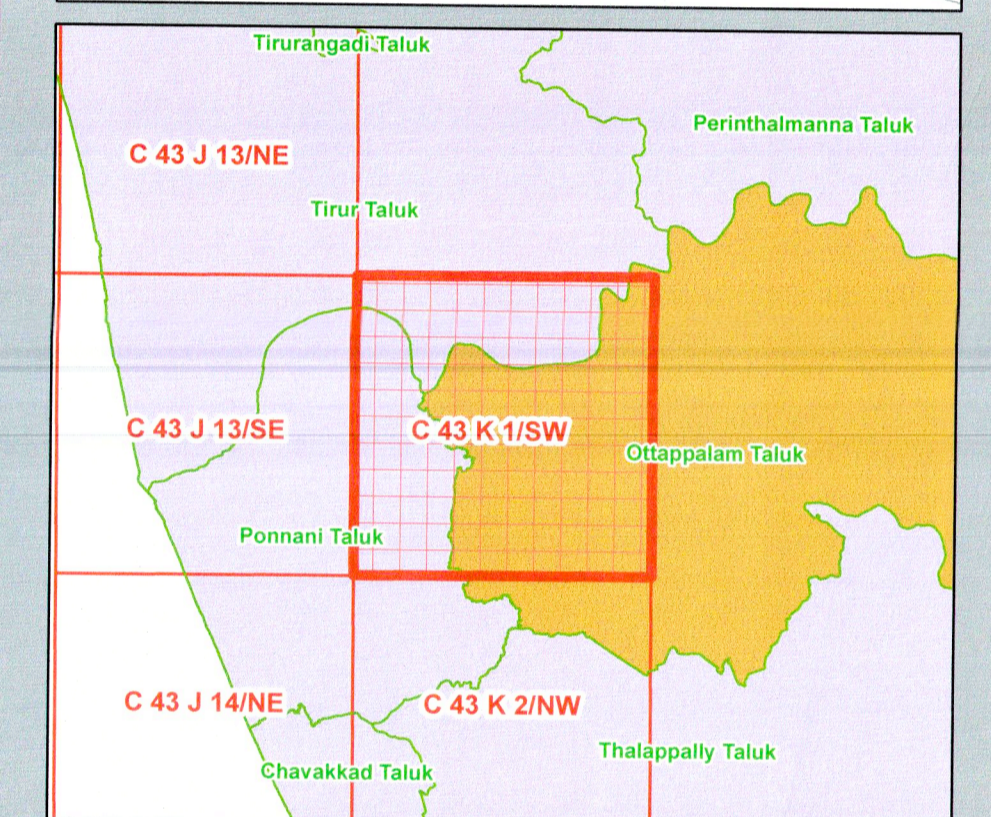 Tirurangadi Taluk
Perinthalmanna Taluk
C 43 J 13/NE
Tirur Taluk
C 43 J 13/SE
C 43 K 1/SW
Ottappalam Taluk
Ponnani Taluk
C 43 J 14/NE
C 43 K 2/NW
Thalappally Taluk
Chavakkad Taluk